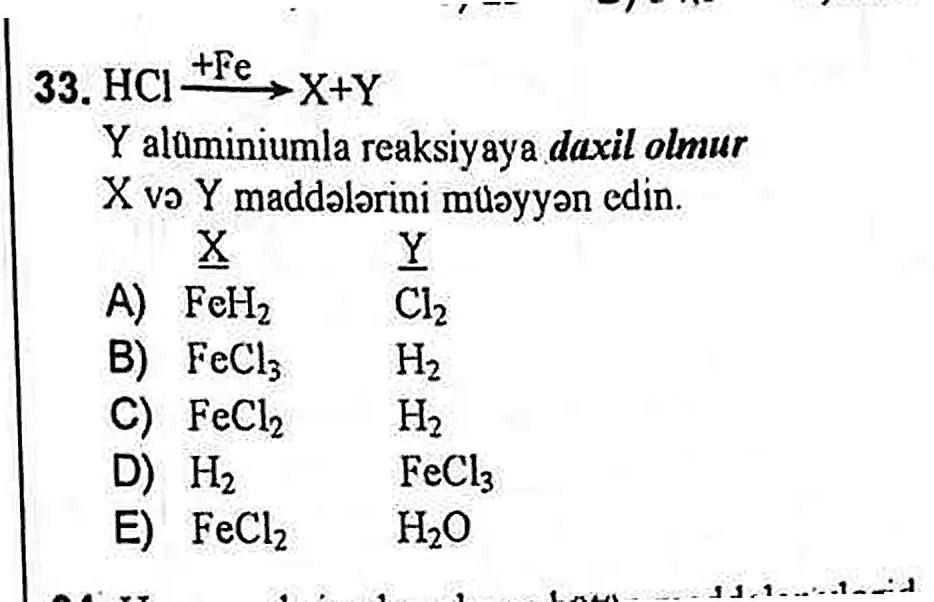 33. HCl +Fe → X+Y
Y alüminiumla reaksiyaya daxil olmur
X və Y maddələrini müəyyən edin.
X Y
A) FeH₂ Cl₂
B) FeCl₃ H₂
C) FeCl₂ H₂
D) H₂ FeCl₃
E) FeCl₂ H₂O